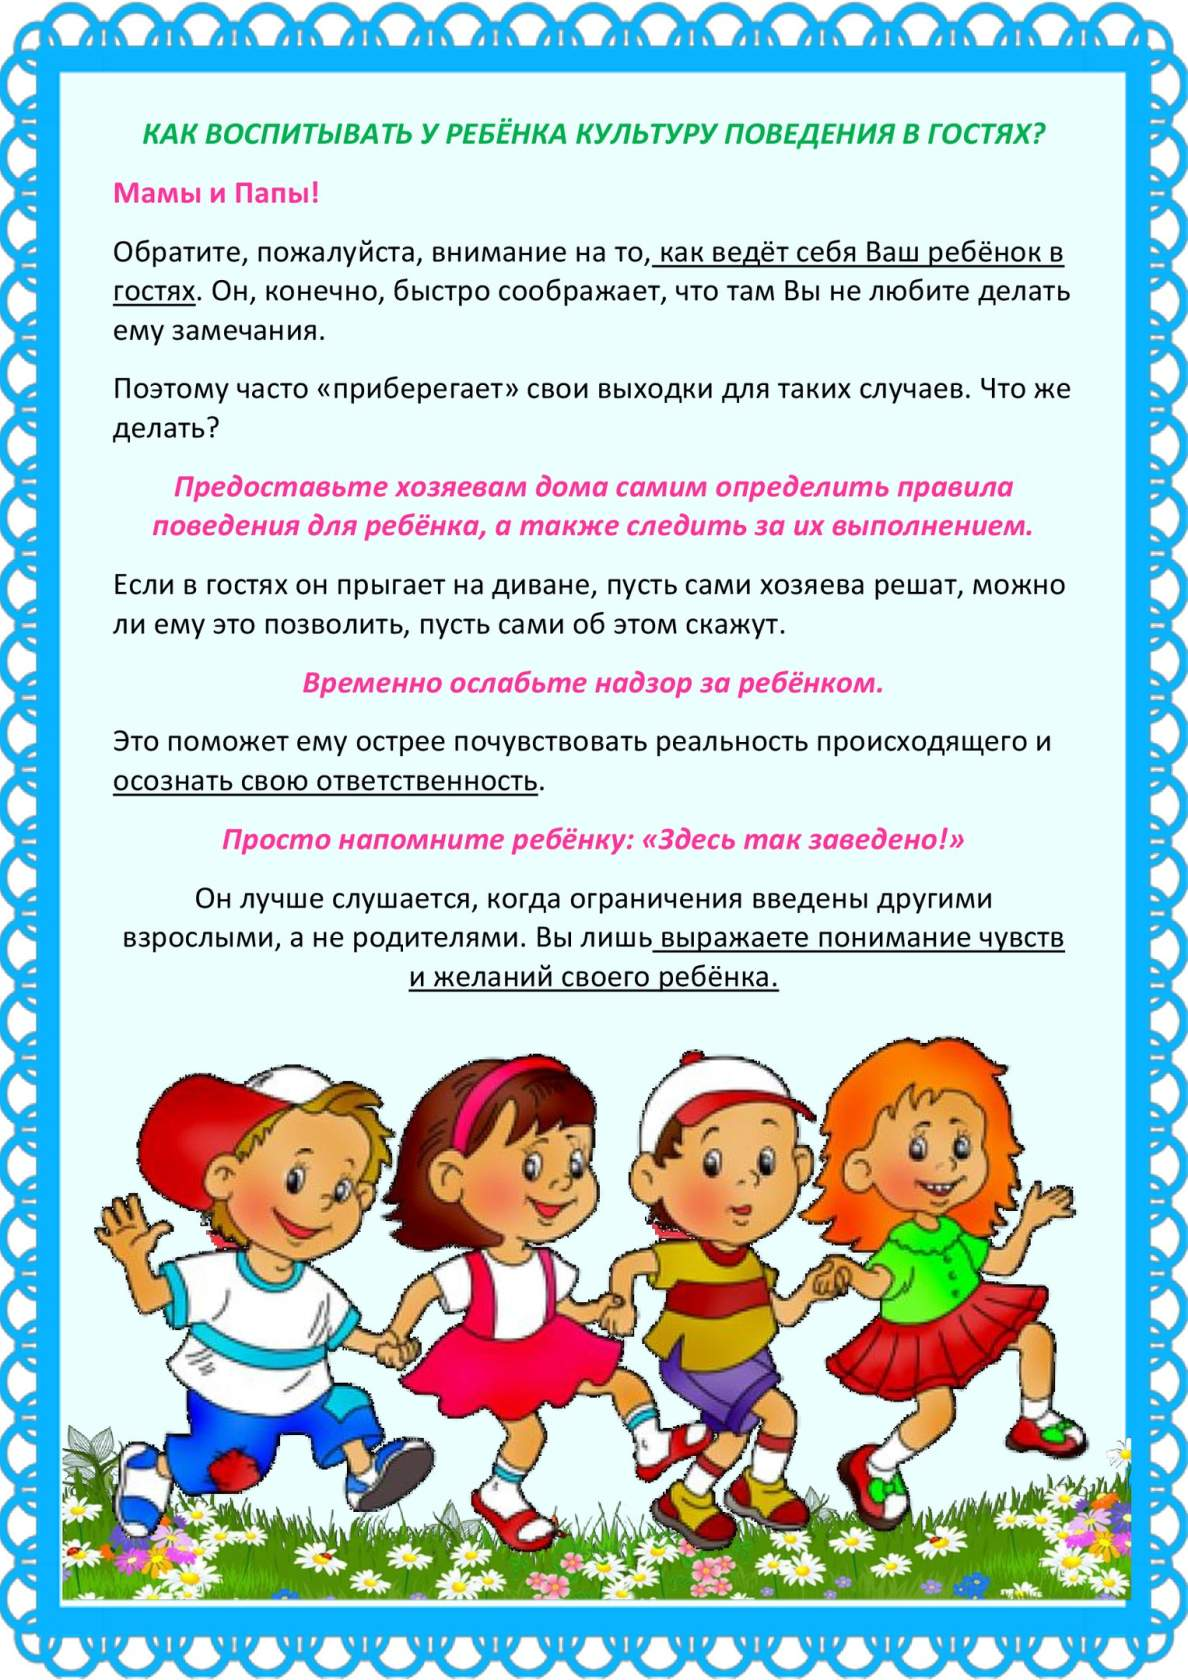 КАК ВОСПИТЫВАТЬ У РЕБЁНКА КУЛЬТУРУ ПОВЕДЕНИЯ В ГОСТЯХ?
Мамы и Папы!
Обратите, пожалуйста, внимание на то, как ведёт себя Ваш ребёнок в
гостях. Он, конечно, быстро соображает, что там Вы не любите делать
ему замечания.
Поэтому часто «приберегает» свои выходки для таких случаев. Что же
делать?
Предоставьте хозяевам дома самим определить правила
поведения для ребёнка, а также следить за их выполнением.
Если в гостях он прыгает на диване, пусть сами хозяева решат, можно
ли ему это позволить, пусть сами об этом скажут.
Временно ослабьте надзор за ребёнком.
Это поможет ему острее почувствовать реальность происходящего и
осознать свою ответственность.
Просто напомните ребёнку: «Здесь так заведено!»
Он лучше слушается, когда ограничения введены другими
взрослыми, а не родителями. Вы лишь выражаете понимание чувств
и желаний своего ребёнка.